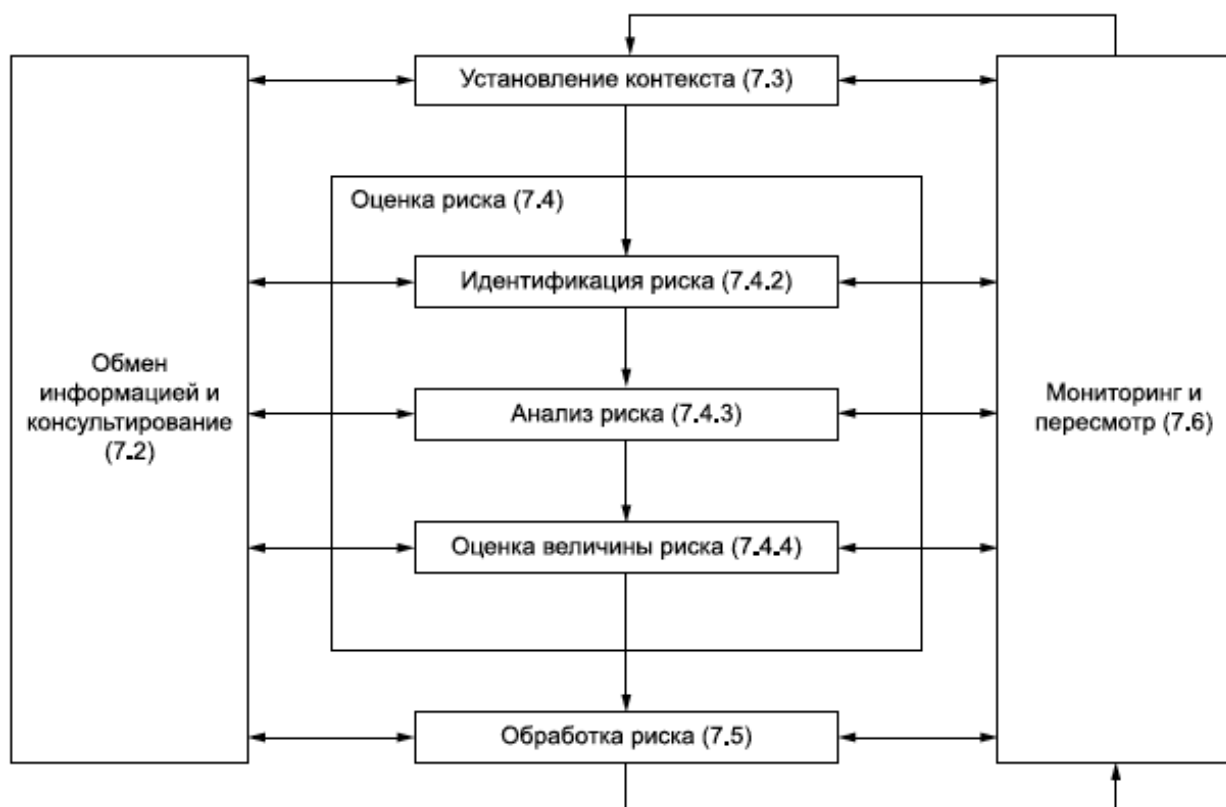 Установление контекста (7.3)
Оценка риска (7.4)
Идентификация риска (7.4.2)
Обмен
информацией и
консультирование
(7.2)
Анализ риска (7.4.3)
Мониторинг и
пересмотр (7.6)
Оценка величины риска (7.4.4)
Обработка риска (7.5)